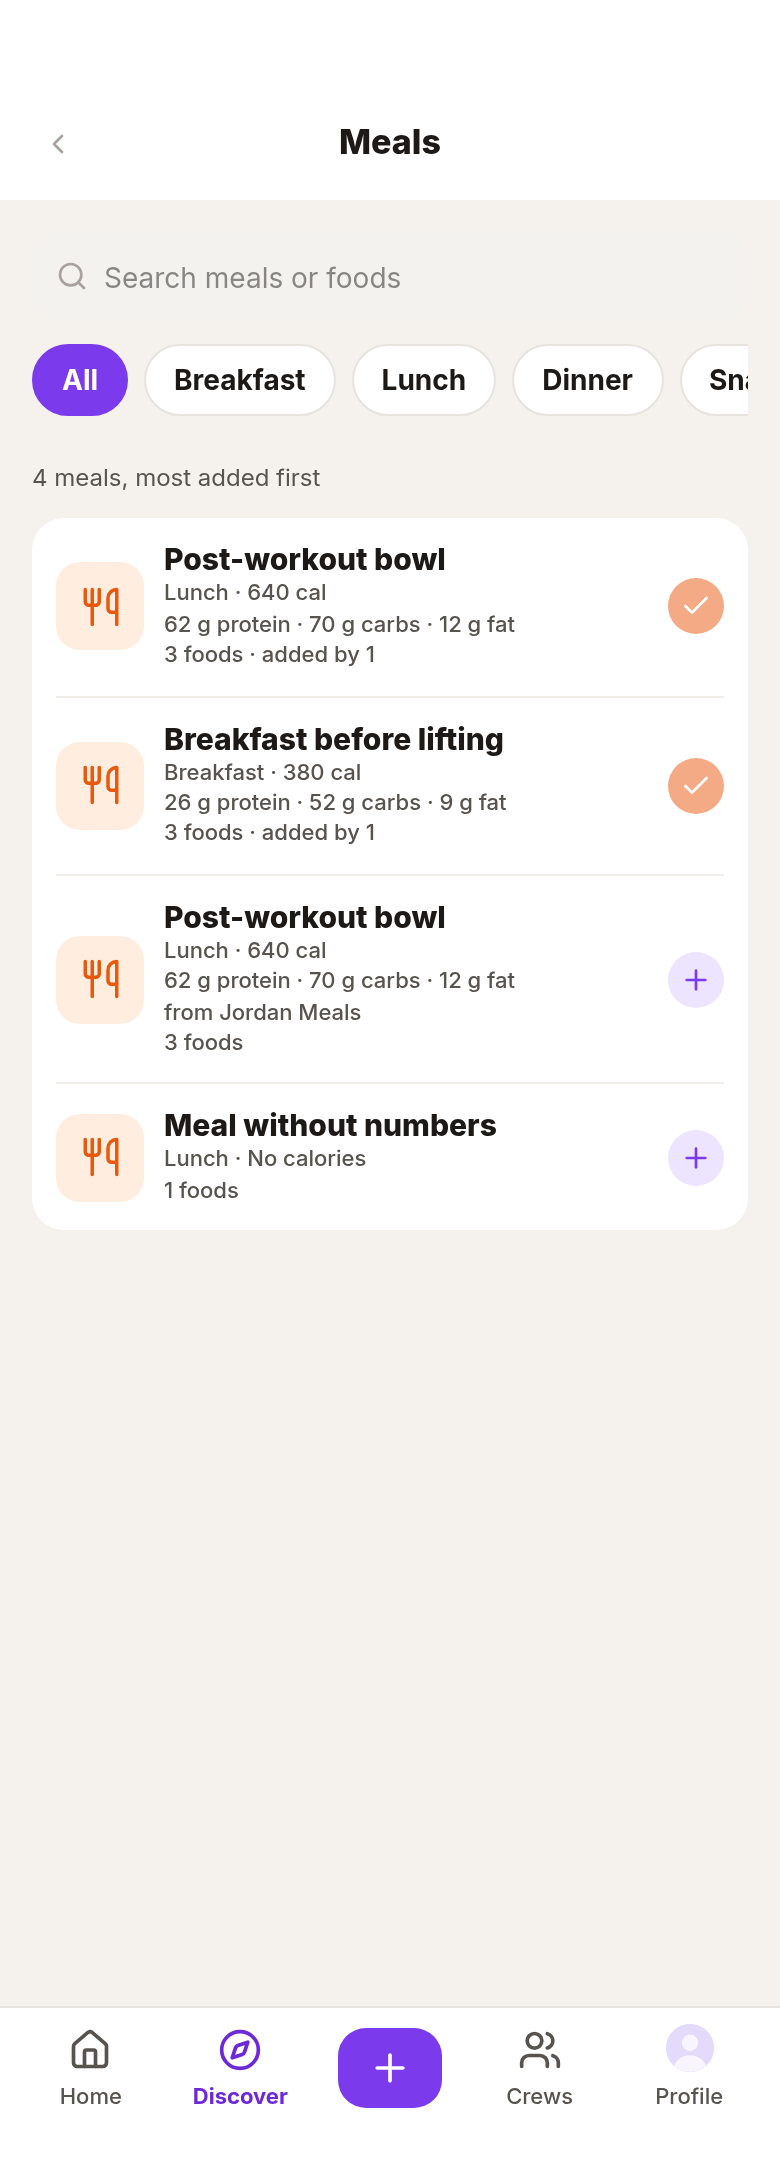 Meals
Search meals or foods
All
Breakfast
Lunch
Dinner
Sna
4 meals, most added first
Post-workout bowl
Lunch · 640 cal
62 g protein · 70 g carbs · 12 g fat
3 foods · added by 1
Breakfast before lifting
Breakfast · 380 cal
26 g protein · 52 g carbs · 9 g fat
3 foods · added by 1
Post-workout bowl
Lunch · 640 cal
62 g protein · 70 g carbs · 12 g fat
from Jordan Meals
3 foods
Meal without numbers
Lunch · No calories
1 foods
Home
Discover
Crews
Profile